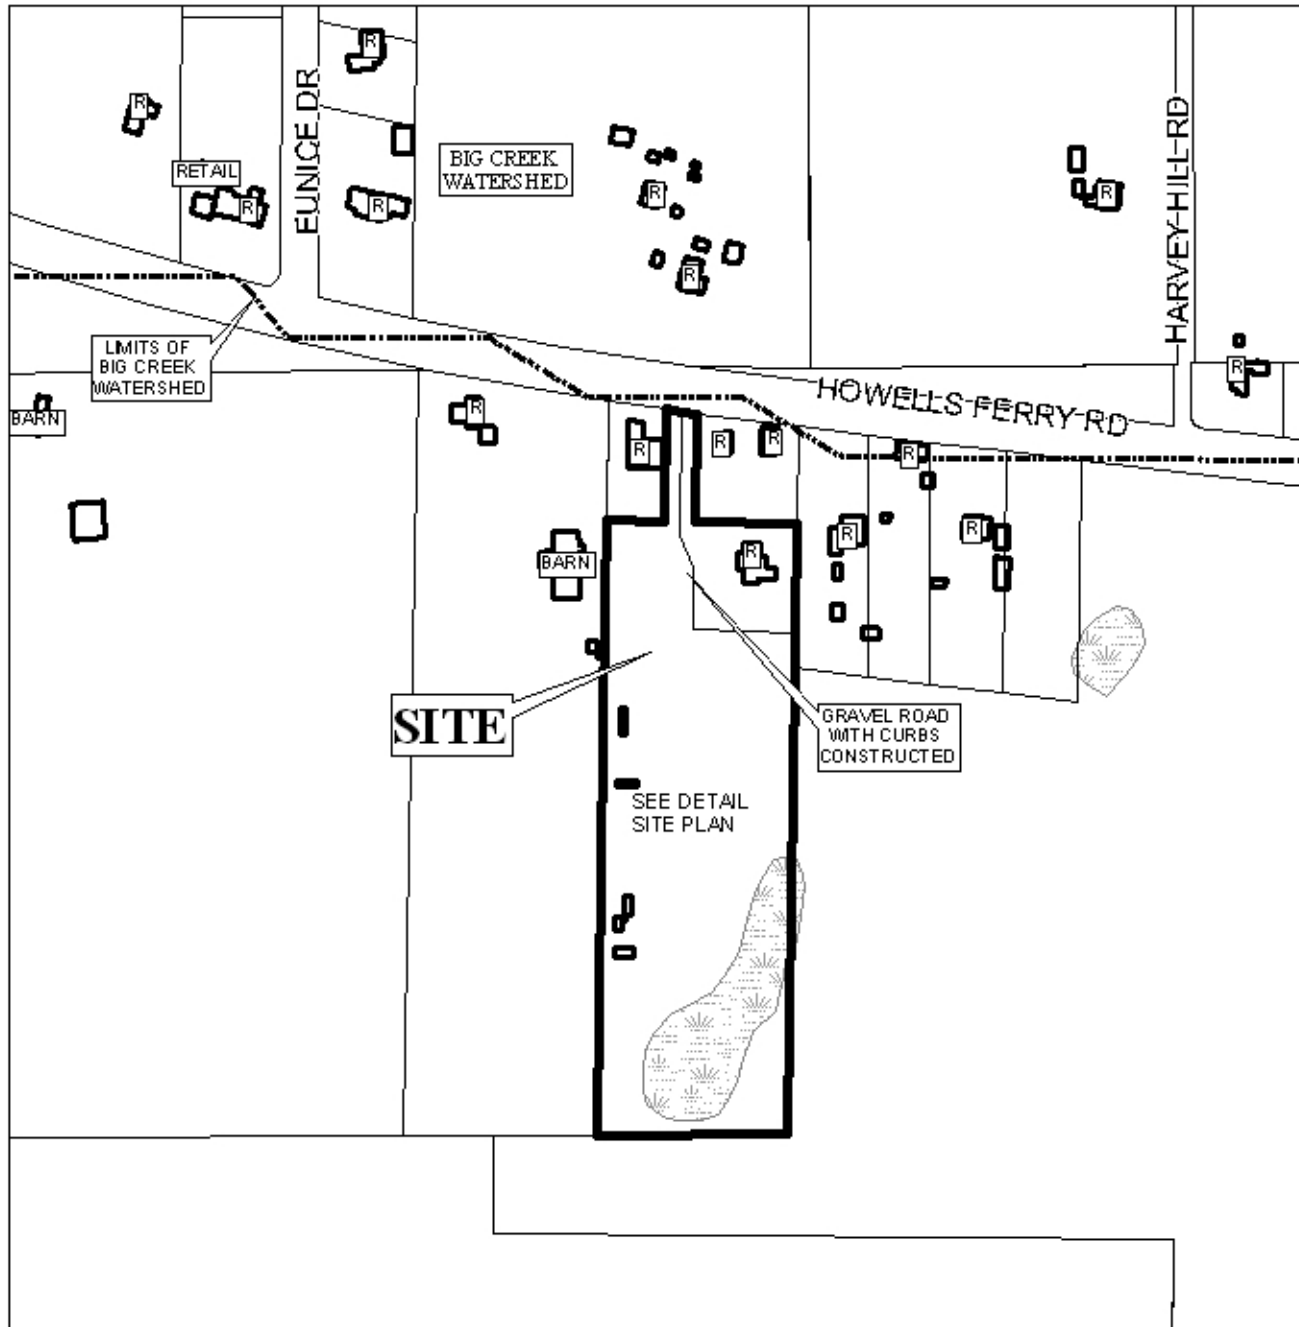 R
R
EUNICE DR
BIG CREEK
WATERSHED
HARVEY HILL RD
RETAIL
R
R
R
R
R
LIMITS OF
BIG CREEK
WATERSHED
R
HOWELLS FERRY RD
BARN
R
R
R
R
R
R
R
R
BARN
SITE
GRAVEL ROAD
WITH CURBS
CONSTRUCTED
SEE DETAIL
SITE PLAN